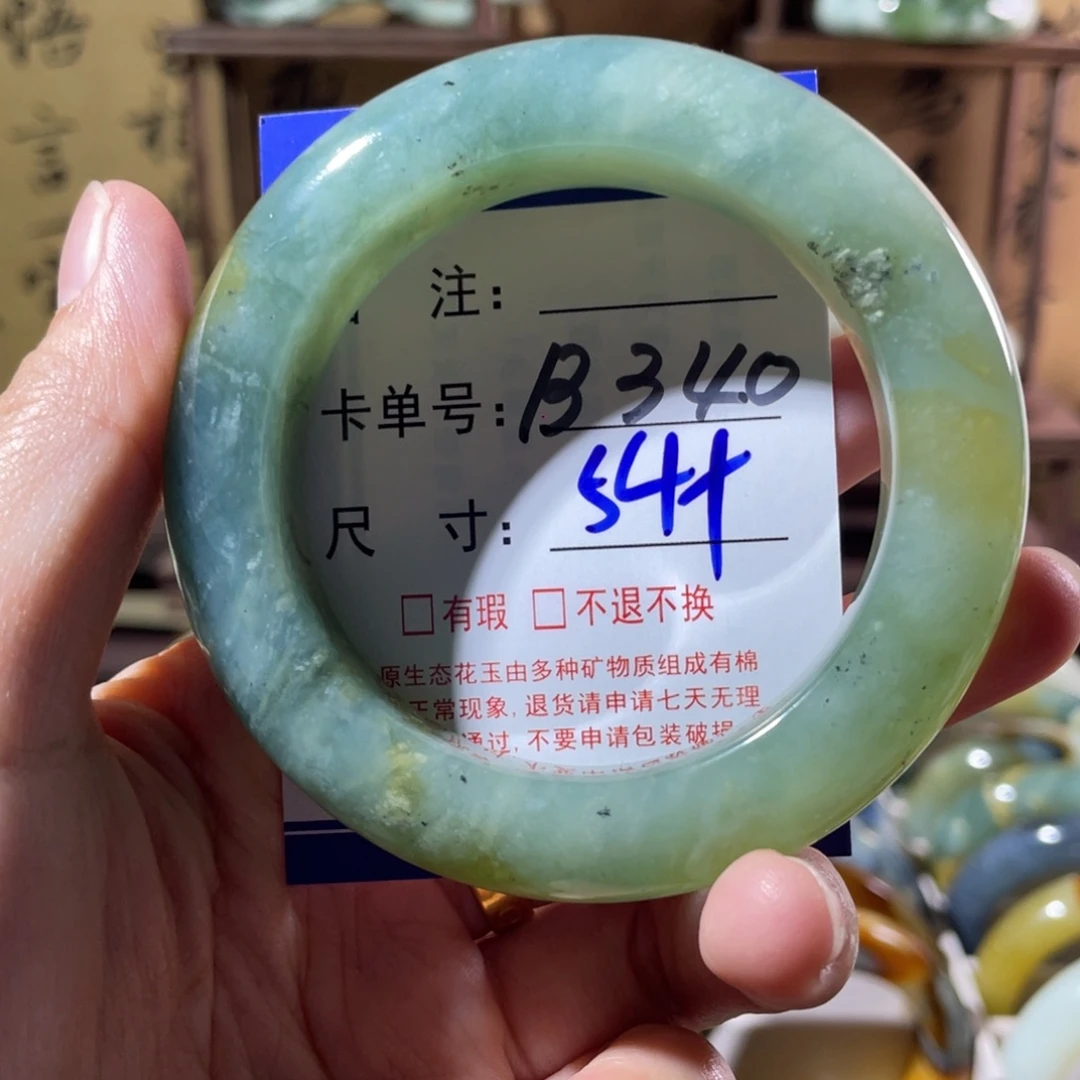 注:
卡单号: B340
尺 寸: 54+
□有瑕 □不退不换
原生态花玉由多种矿物质组成有棉
正常现象, 退货请申请七天无理
通过, 不要申请包装破损